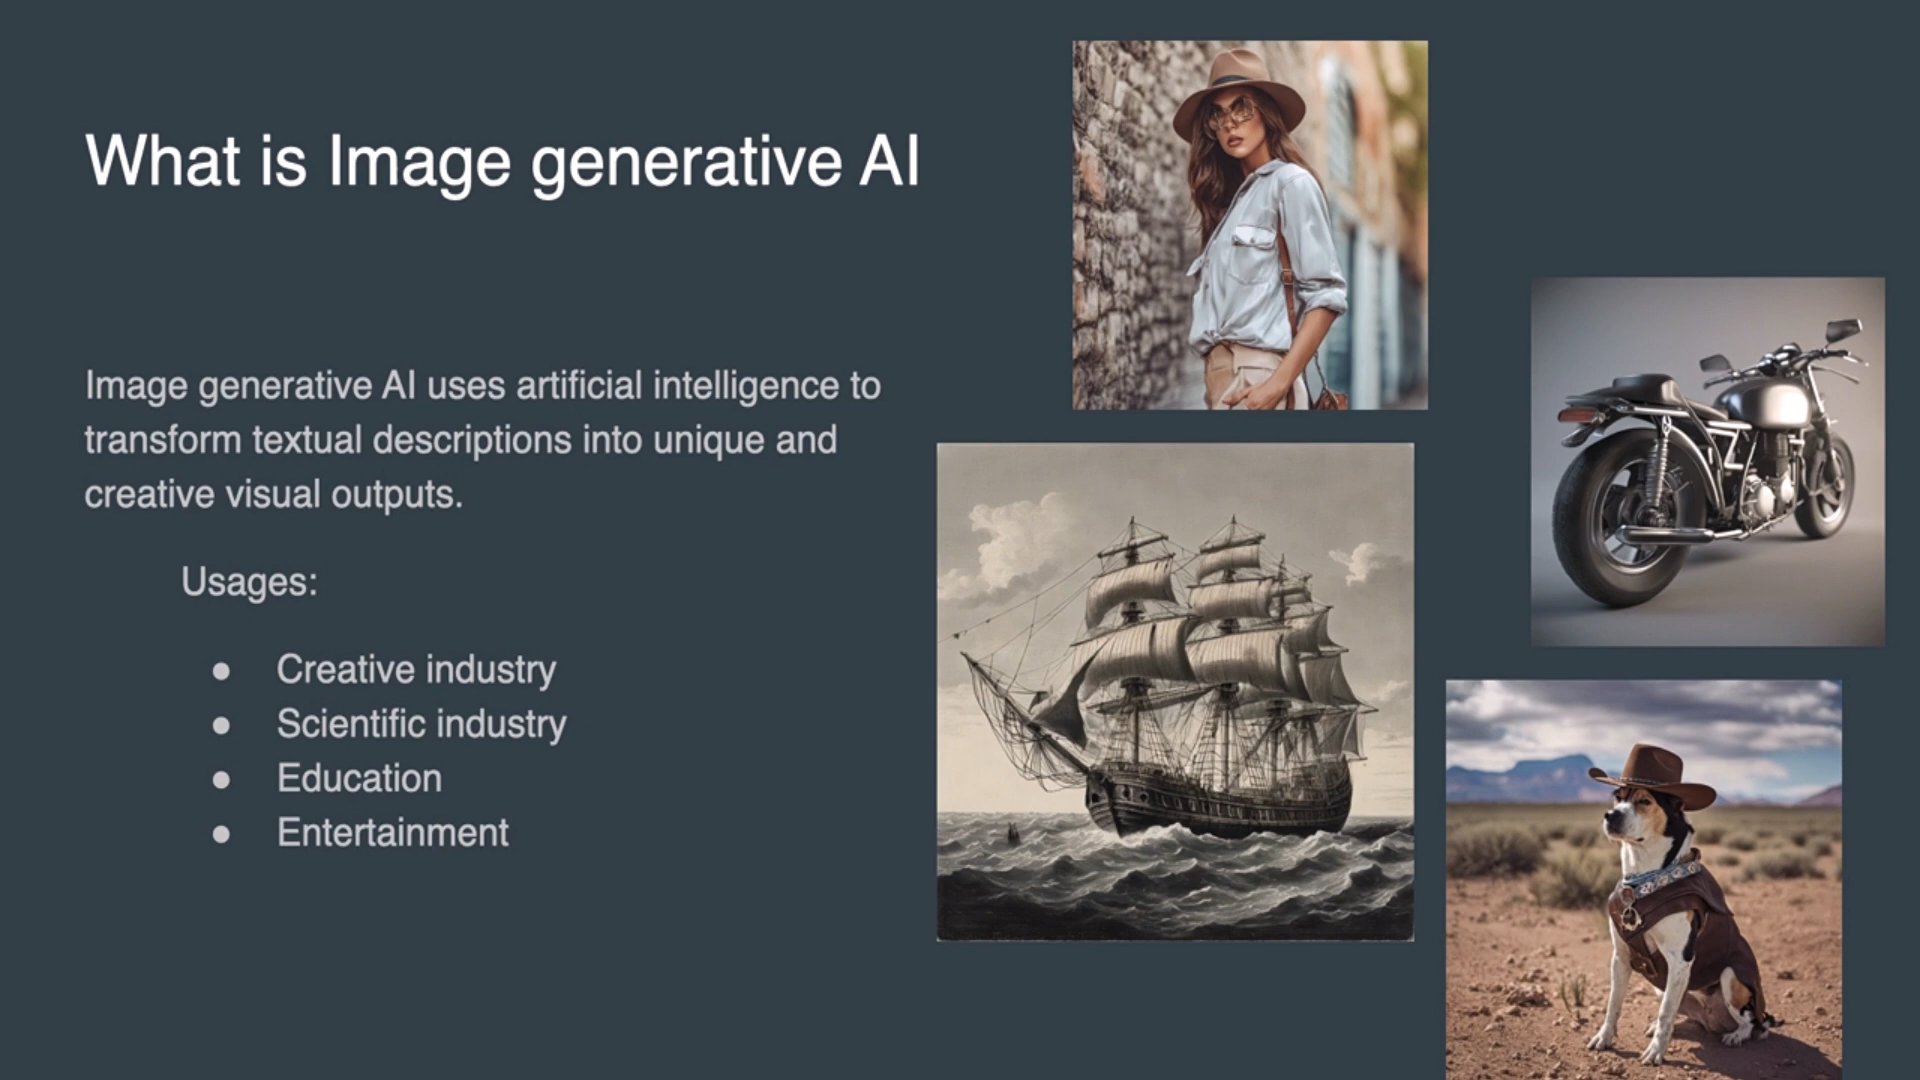 What is Image generative AI
Image generative AI uses artificial intelligence to
transform textual descriptions into unique and
creative visual outputs.
Usages:
● Creative industry
● Scientific industry
● Education
● Entertainment